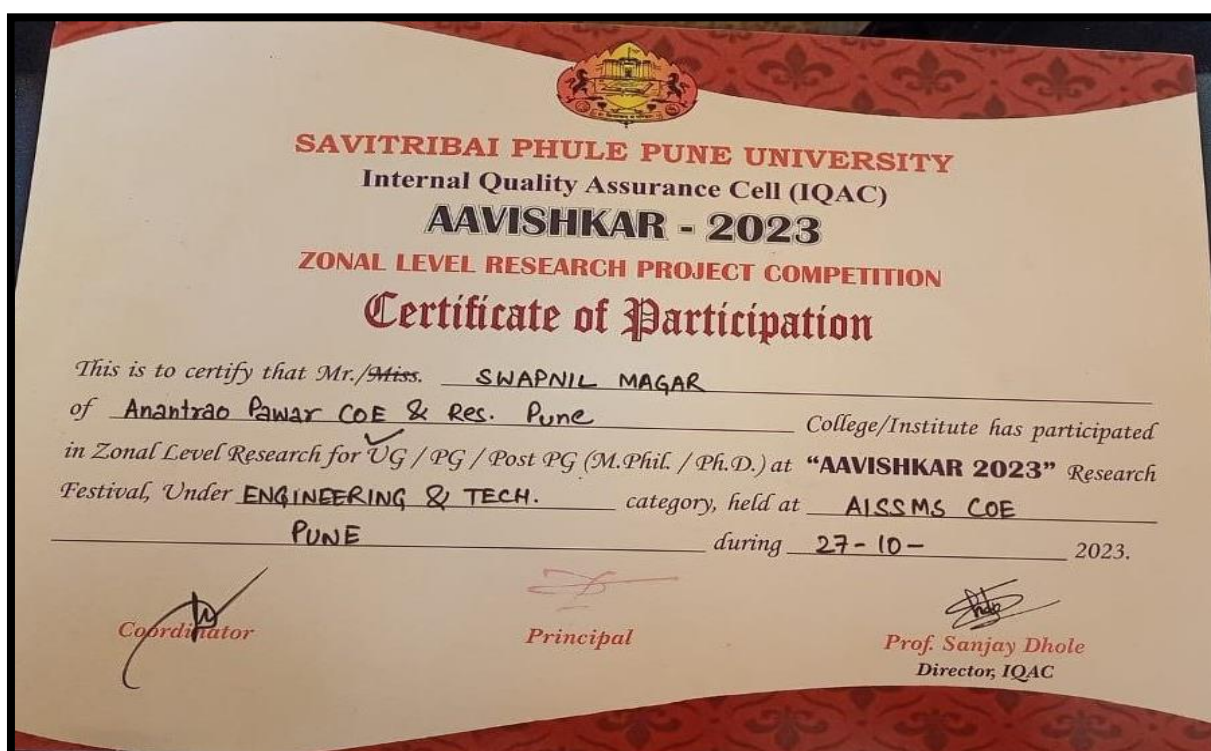 SAVITRIBAI PHULE PUNE UNIVERSITY
Internal Quality Assurance Cell (IQAC)
AAVISHKAR - 2023
ZONAL LEVEL RESEARCH PROJECT COMPETITION
Certificate of Participation
This is to certify that Mr./Miss. SWAPNIL MAGAR
of Anantrao Pawar COE & Res. Pune College/Institute has participated
in Zonal Level Research for UG / PG / Post PG (M.Phil. / Ph.D.) at “AAVISHKAR 2023” Research
Festival, Under ENGINEERING & TECH. category, held at AISSMS COE
PUNE during 27-10- 2023.
Coordinator Principal Prof. Sanjay Dhole
Director, IQAC